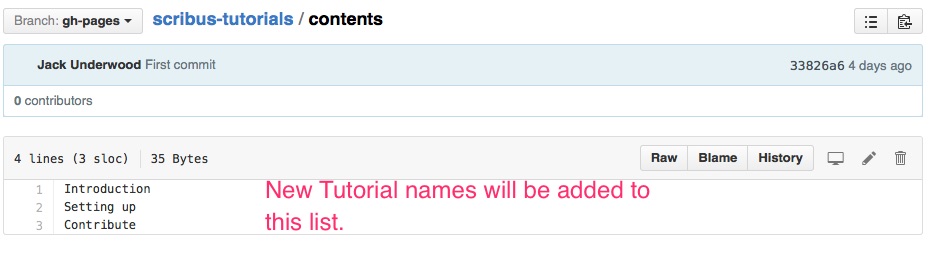 Branch: gh-pages scribus-tutorials / contents
Jack Underwood First commit 33826a6 4 days ago
0 contributors
4 lines (3 sloc) 35 Bytes Raw Blame History
1 Introduction
2 Setting up
3 Contribute
New Tutorial names will be added to
this list.